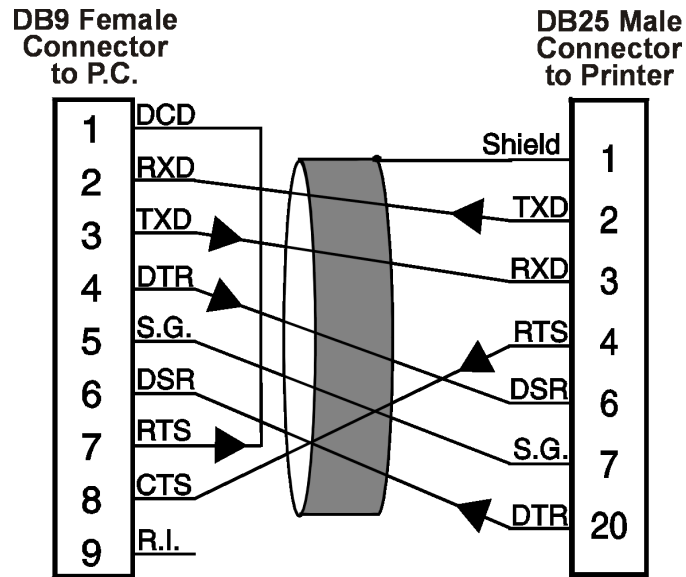 DB9 Female
Connector
to P.C.
1 DCD
2 RXD
3 TXD
4 DTR
5 S.G.
6 DSR
7 RTS
8 CTS
9 R.I.
DB25 Male
Connector
to Printer
Shield 1
TXD 2
RXD 3
RTS 4
DSR 6
S.G. 7
DTR 20